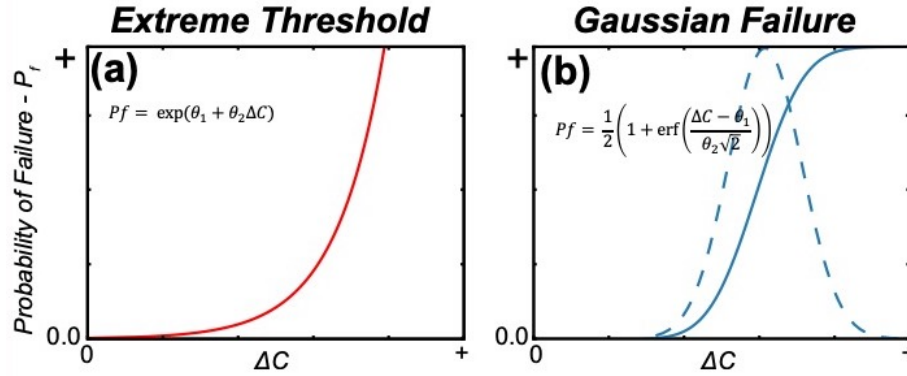 Extreme Threshold
Gaussian Failure
Probability of Failure - P_f
+
(a)
Pf = exp(θ₁ + θ₂ΔC)
0.0
0
ΔC
+
+
(b)
Pf = 1/2(1 + erf((ΔC − θ₁)/(θ₂√2)))
0.0
0
ΔC